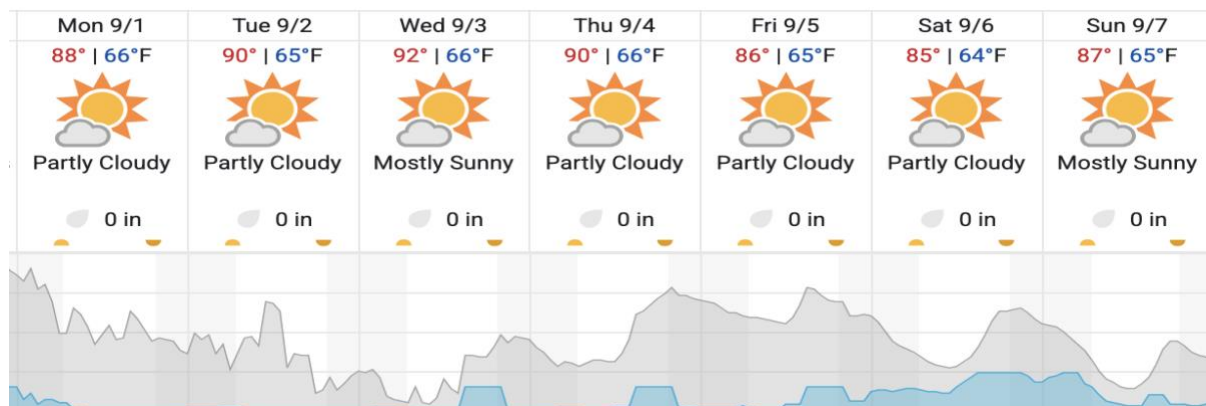 Mon 9/1
Tue 9/2
Wed 9/3
Thu 9/4
Fri 9/5
Sat 9/6
Sun 9/7
88° | 66°F
90° | 65°F
92° | 66°F
90° | 66°F
86° | 65°F
85° | 64°F
87° | 65°F
Partly Cloudy
Partly Cloudy
Mostly Sunny
Partly Cloudy
Partly Cloudy
Partly Cloudy
Mostly Sunny
0 in
0 in
0 in
0 in
0 in
0 in
0 in